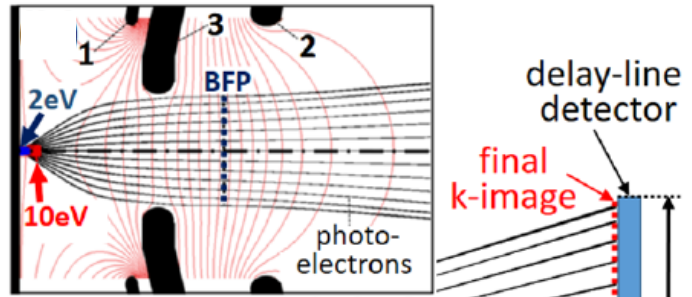 1
3
2
BFP
2eV
10eV
photo-
electrons
delay-line
detector
final
k-image